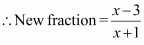 ∴New fraction = x−3/x+1